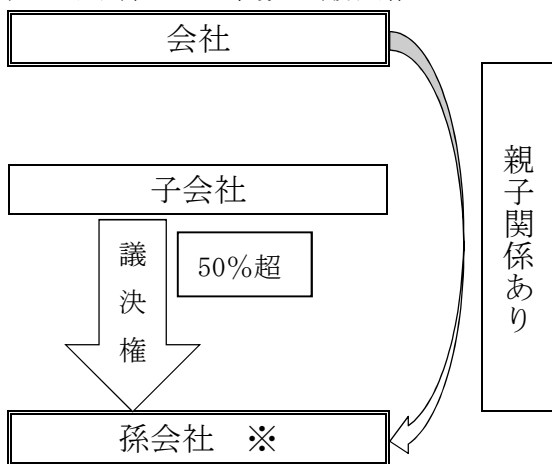 会社
子会社
議決権
50%超
親子関係あり
孫会社 ※